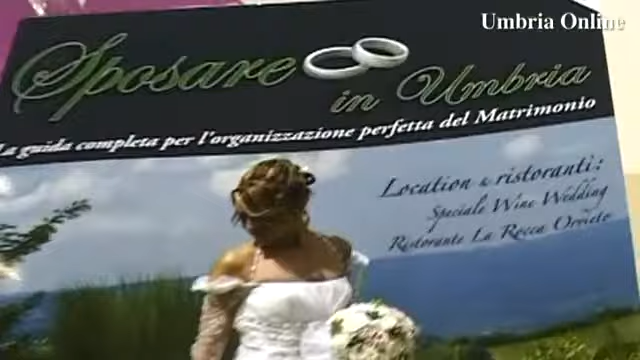 Umbria Online
Sposare
in Umbria
La guida completa per l'organizzazione perfetta del Matrimonio
Location e ristoranti:
Speciale Wine Wedding
Ristorante La Rocca Orvieto